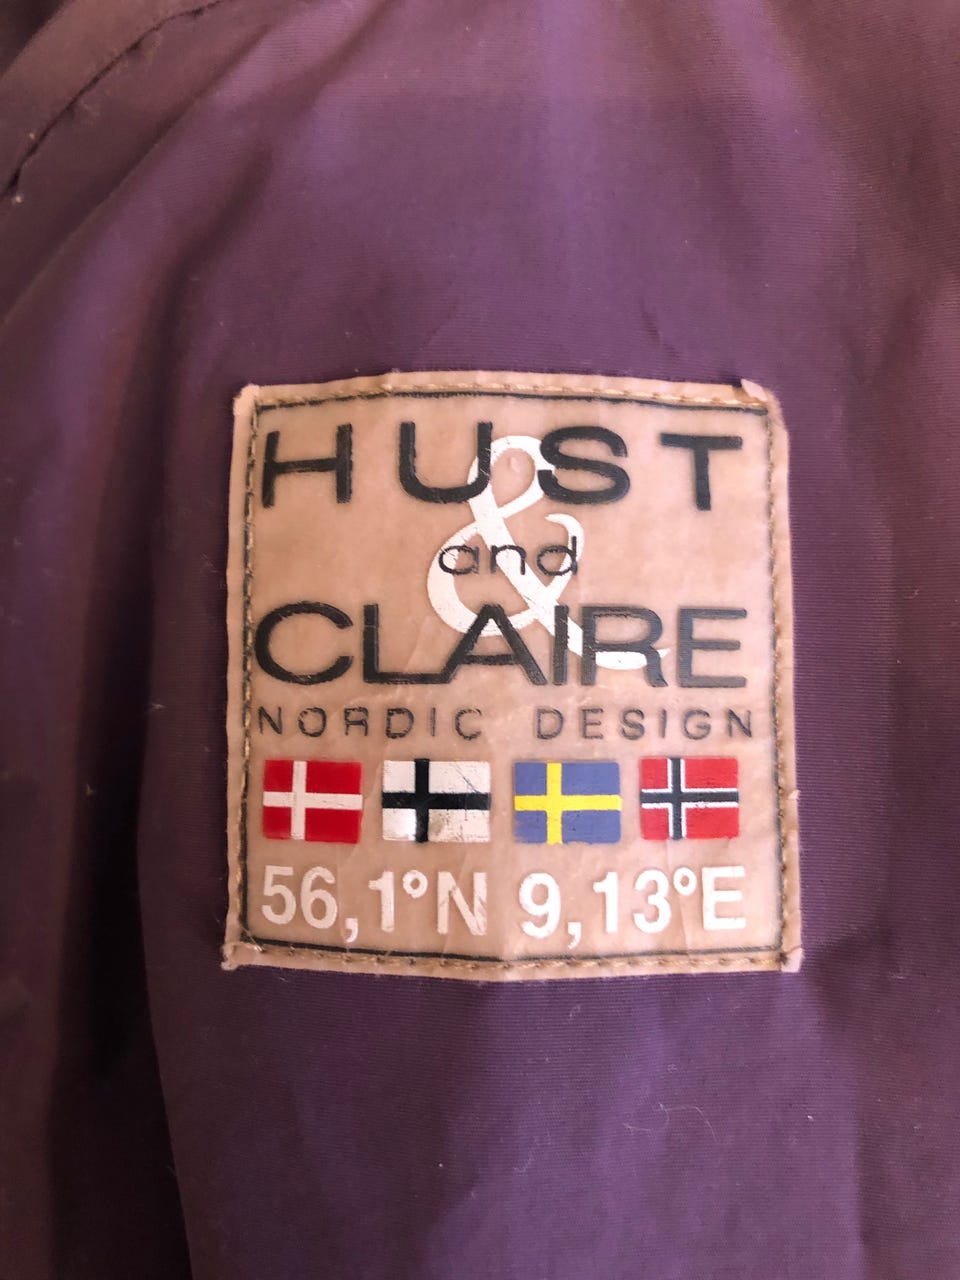 HUST
&
and
CLAIRE
NORDIC DESIGN
56,1°N 9,13°E